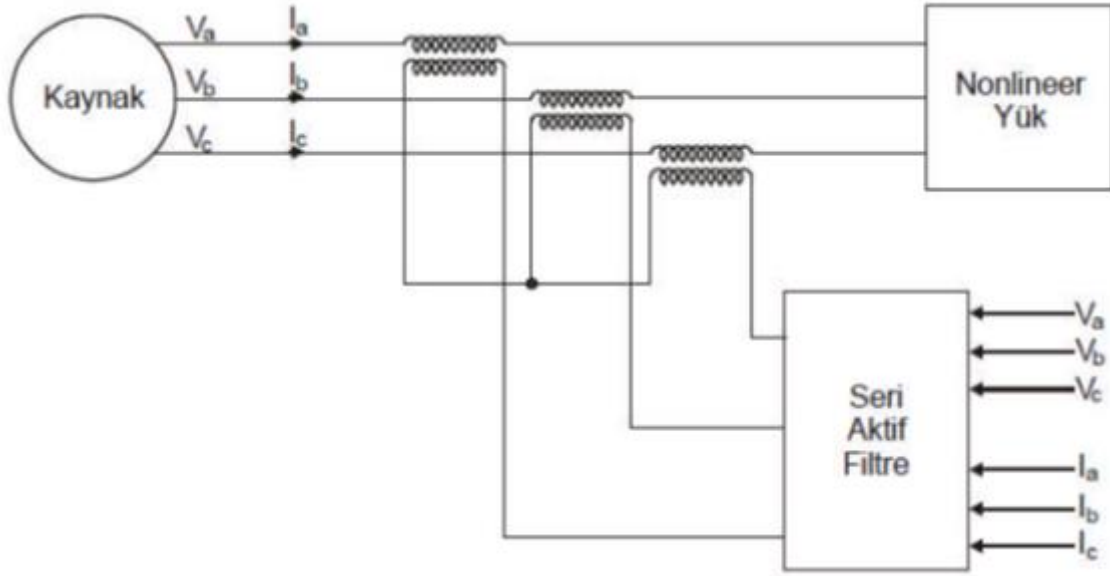 Kaynak
Va
Ia
Vb
Ib
Vc
Ic
Nonlineer
Yük
Seri
Aktif
Filtre
Va
Vb
Vc
Ia
Ib
Ic